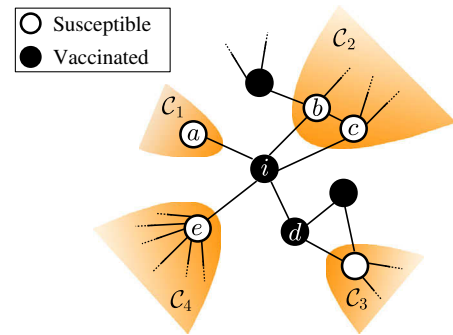 Susceptible
Vaccinated
C₂
b
C₁
a
c
i
e
d
C₄
C₃